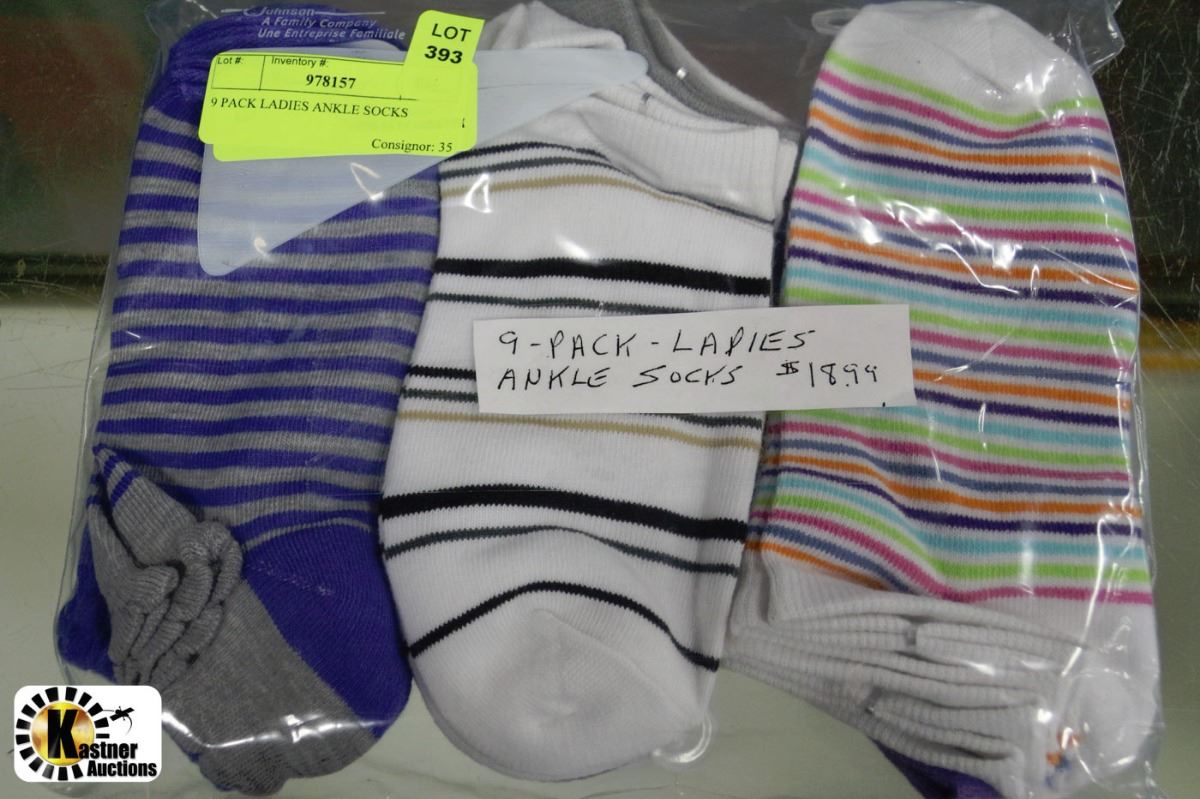 Johnson
A Family Company
Une Entreprise Familiale
LOT
393
Lot #:
Inventory #:
978157
9 PACK LADIES ANKLE SOCKS
Consignor: 35
9-PACK-LADIES
ANKLE SOCKS $18.99
Kastner
Auctions